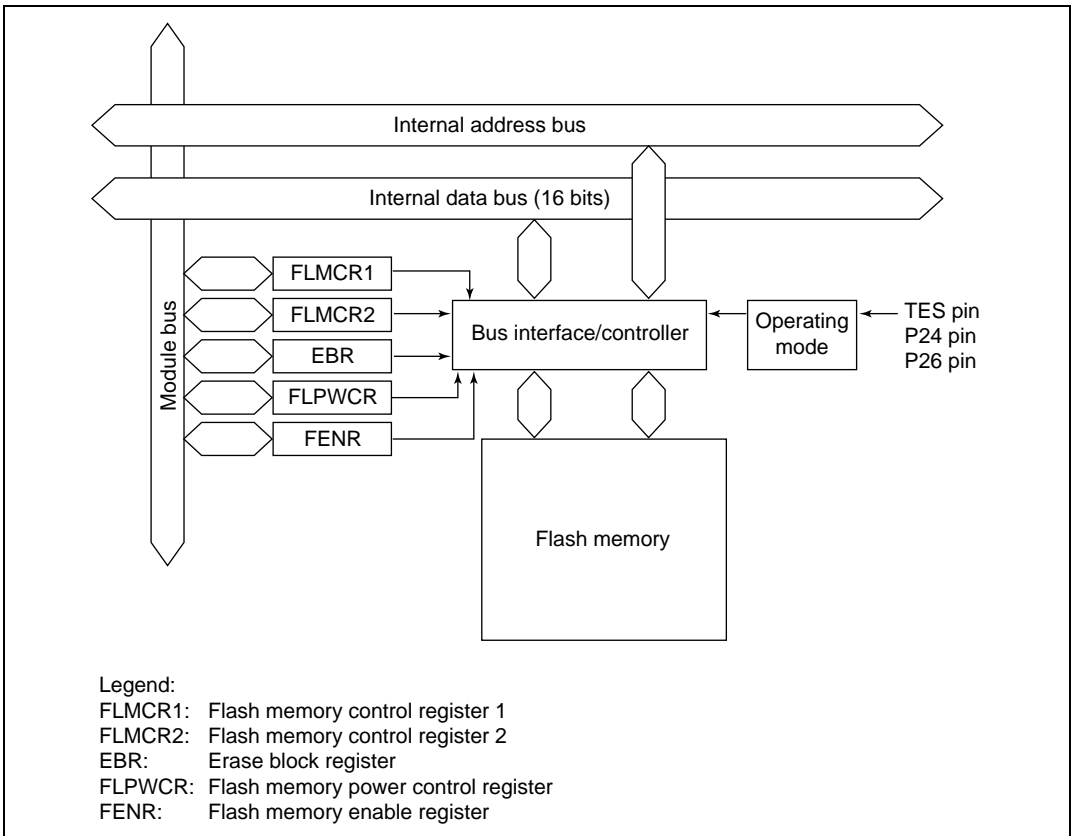 Internal address bus
Internal data bus (16 bits)
Module bus
FLMCR1
FLMCR2
EBR
FLPWCR
FENR
Bus interface/controller
Operating
mode
TES pin
P24 pin
P26 pin
Flash memory
Legend:
FLMCR1: Flash memory control register 1
FLMCR2: Flash memory control register 2
EBR: Erase block register
FLPWCR: Flash memory power control register
FENR: Flash memory enable register